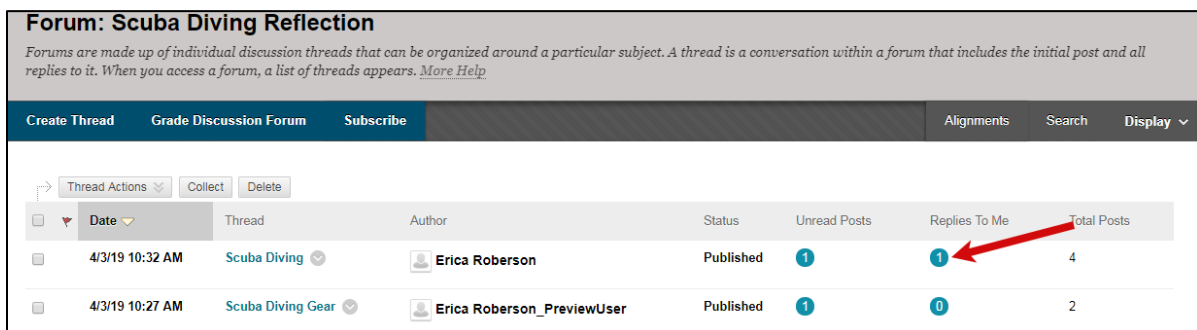 Forum: Scuba Diving Reflection
Forums are made up of individual discussion threads that can be organized around a particular subject. A thread is a conversation within a forum that includes the initial post and all
replies to it. When you access a forum, a list of threads appears. More Help
Create Thread Grade Discussion Forum Subscribe Alignments Search Display
Thread Actions Collect Delete
Date Thread Author Status Unread Posts Replies To Me Total Posts
4/3/19 10:32 AM Scuba Diving Erica Roberson Published 1 1 4
4/3/19 10:27 AM Scuba Diving Gear Erica Roberson_PreviewUser Published 1 0 2